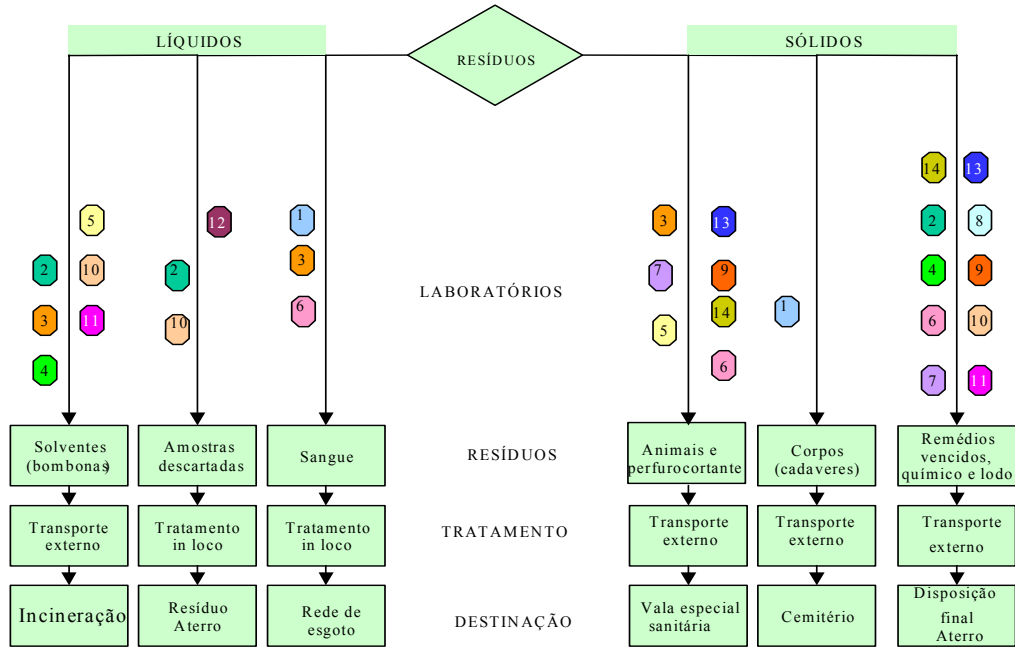 LÍQUIDOS
RESÍDUOS
SÓLIDOS
14
13
5
12
1
3
13
2
8
2
10
2
3
7
9
4
9
LABORATÓRIOS
3
11
10
6
5
14
1
6
10
4
6
7
11
Solventes
(bombonas)
Amostras
descartadas
Sangue
RESÍDUOS
Animais e
perfurocortante
Corpos
(cadaveres)
Remédios
vencidos,
químico e lodo
Transporte
externo
Tratamento
in loco
Tratamento
in loco
TRATAMENTO
Transporte
externo
Transporte
externo
Transporte
externo
Incineração
Resíduo
Aterro
Rede de
esgoto
DESTINAÇÃO
Vala especial
sanitária
Cemitério
Disposição
final
Aterro